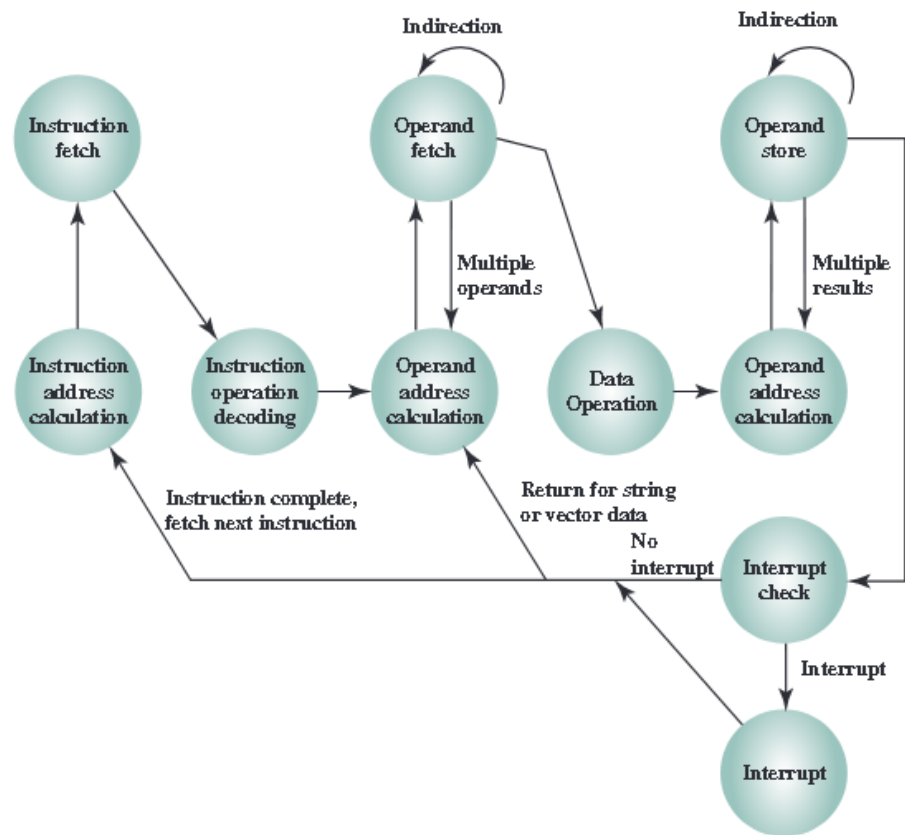 Indirection
Indirection
Instruction
fetch
Operand
fetch
Operand
store
Multiple
operands
Multiple
results
Instruction
address
calculation
Instruction
operation
decoding
Operand
address
calculation
Data
Operation
Operand
address
calculation
Instruction complete,
fetch next instruction
Return for string
or vector data
No
interrupt
Interrupt
check
Interrupt
Interrupt